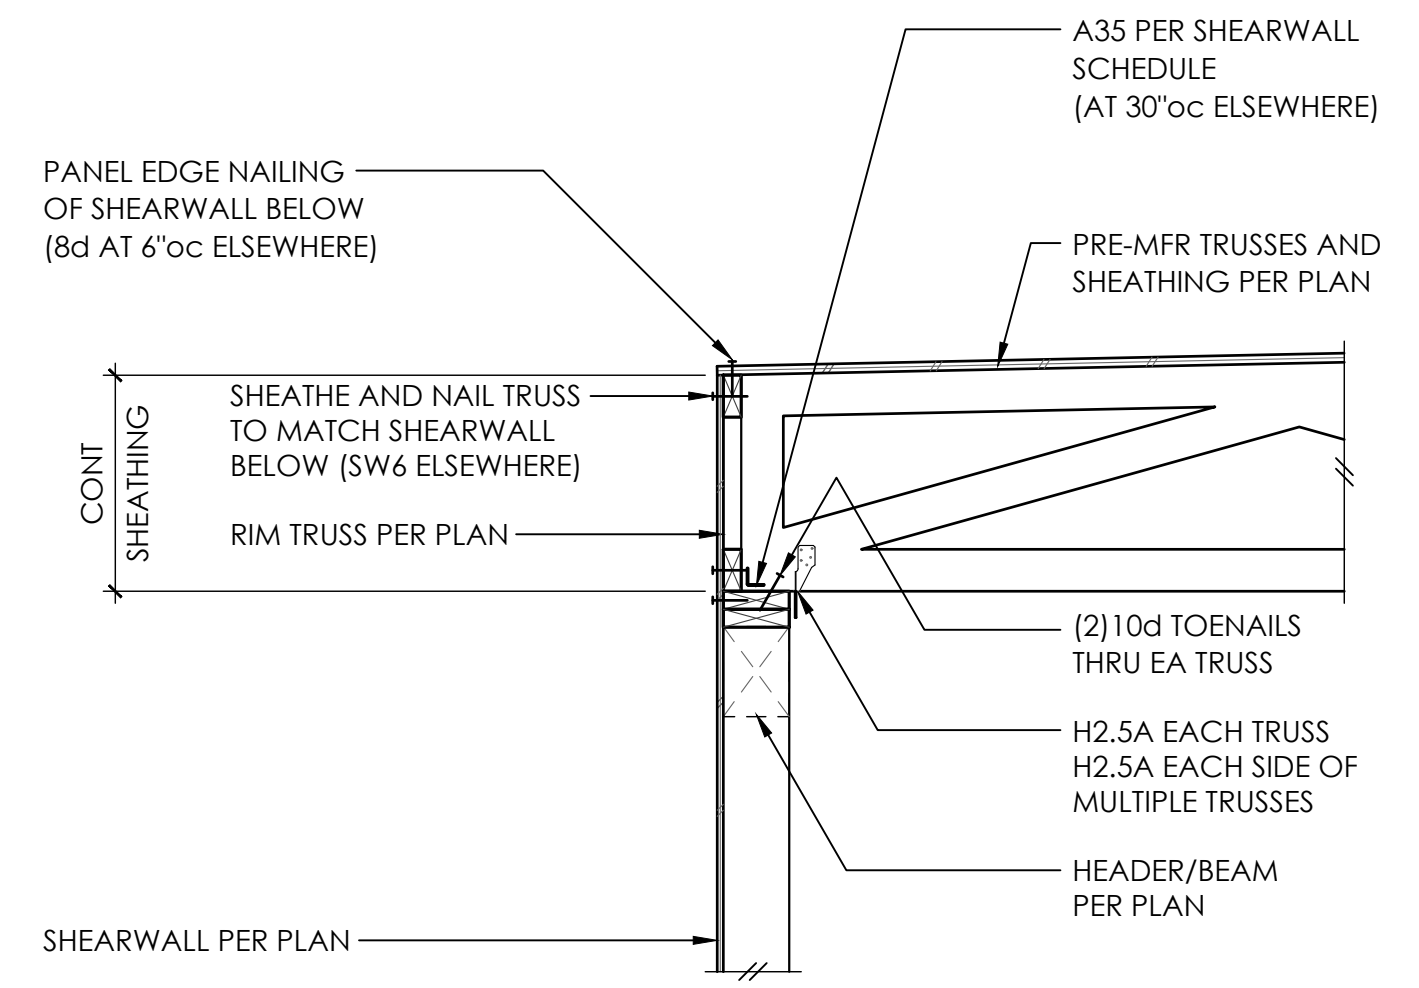 A35 PER SHEARWALL
SCHEDULE
(AT 30"oc ELSEWHERE)
PANEL EDGE NAILING
OF SHEARWALL BELOW
(8d AT 6"oc ELSEWHERE)
PRE-MFR TRUSSES AND
SHEATHING PER PLAN
SHEATHE AND NAIL TRUSS
TO MATCH SHEARWALL
BELOW (SW6 ELSEWHERE)
CONT
SHEATHING
RIM TRUSS PER PLAN
(2)10d TOENAILS
THRU EA TRUSS
H2.5A EACH TRUSS
H2.5A EACH SIDE OF
MULTIPLE TRUSSES
HEADER/BEAM
PER PLAN
SHEARWALL PER PLAN